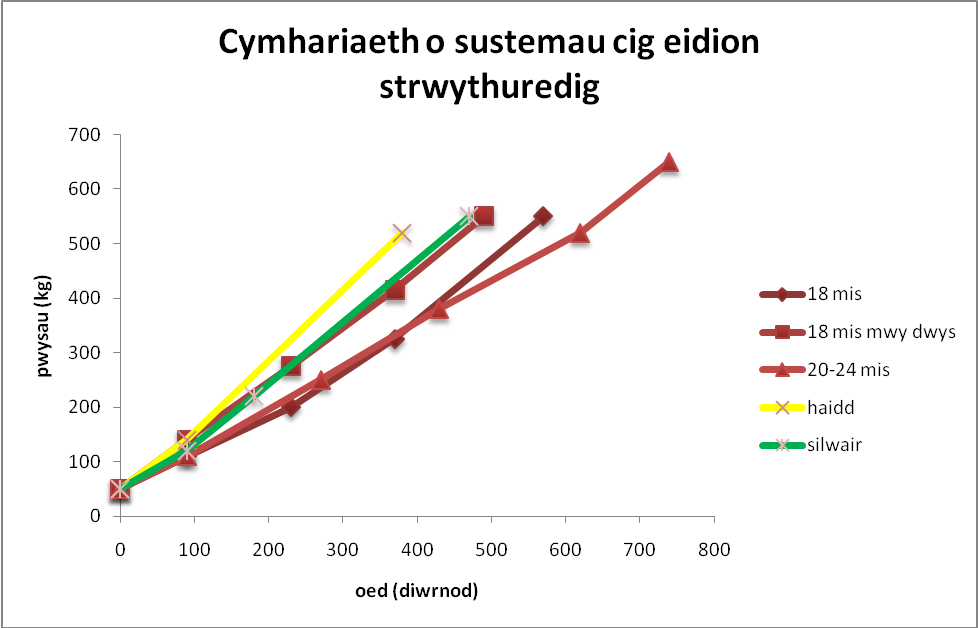 Cymhariaeth o sustemau cig eidion
strwythuredig
700
600
500
400
300
200
100
0
pwysau (kg)
0 100 200 300 400 500 600 700 800
oed (diwrnod)
18 mis
18 mis mwy dwys
20-24 mis
haidd
silwair